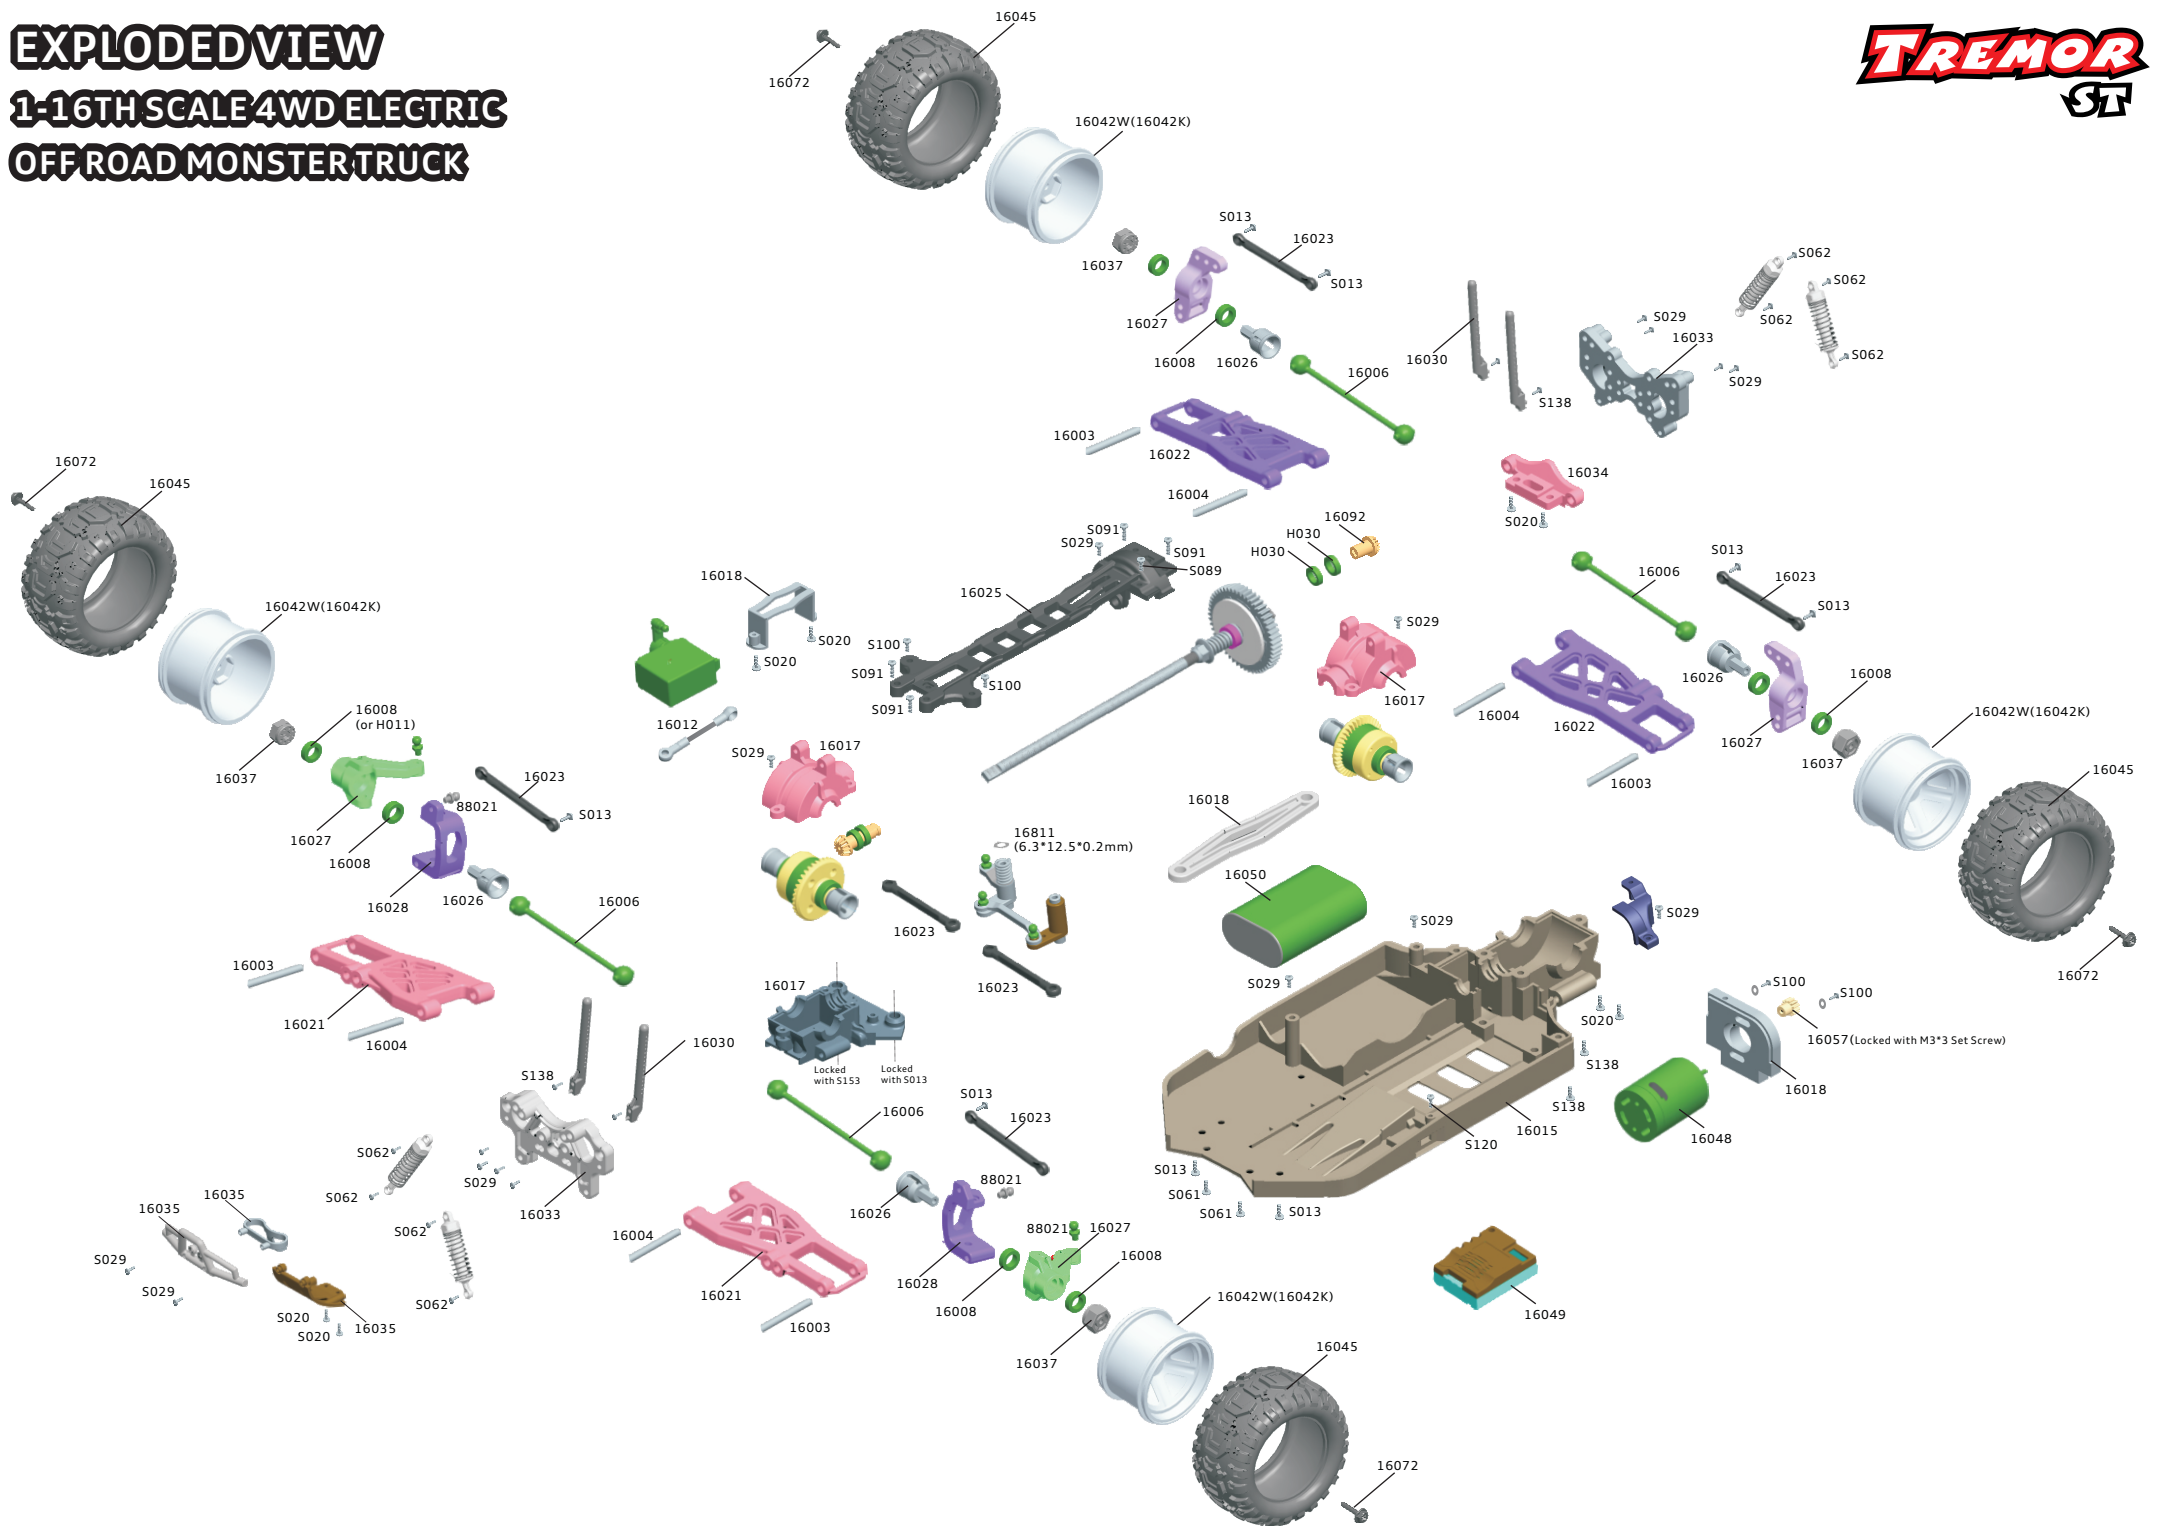 EXPLODED VIEW
1-16TH SCALE 4WD ELECTRIC
OFF ROAD MONSTER TRUCK
TREMOR
ST
16045
16072
16042W(16042K)
S013
16023
16037
S013
16027
16008
16026
16006
S062
S062
S062
S062
S029
16033
S029
16030
S138
16003
16022
16004
16034
S020
16072
16045
16042W(16042K)
16008
(or H011)
16037
16027
16008
88021
16023
S013
16028
16026
16006
16003
16021
16004
16018
S020
S020
16012
S091
S029
S091
S089
16025
S100
S091
S100
S091
16092
H030
H030
S029
16017
16006
S013
16023
S013
16026
16008
16027
16037
16004
16022
16003
16042W(16042K)
16045
16072
S029
16017
16811
(6.3*12.5*0.2mm)
16018
16050
16023
16023
16017
Locked
with S153
Locked
with S013
S029
S029
S029
S020
S138
S138
S100
S100
16057(Locked with M3*3 Set Screw)
16018
16048
16015
S120
S013
S061
S061
S013
16049
16030
S138
S062
S062
S029
16033
16035
16035
S029
S029
S020
S020
16035
S062
S062
16006
S013
16023
16026
88021
88021
16027
16008
16028
16008
16004
16021
16003
16037
16042W(16042K)
16045
16072